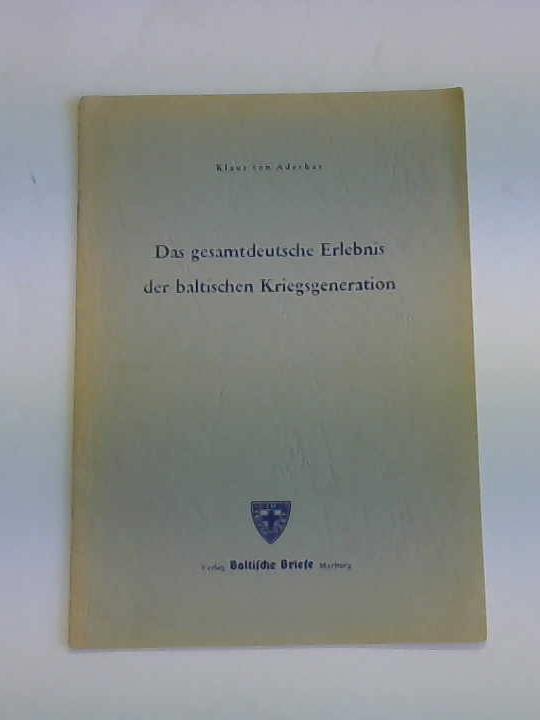 Klaus von Aderkas
Das gesamtdeutsche Erlebnis
der baltischen Kriegsgeneration
Verlag Baltische Briefe Marburg